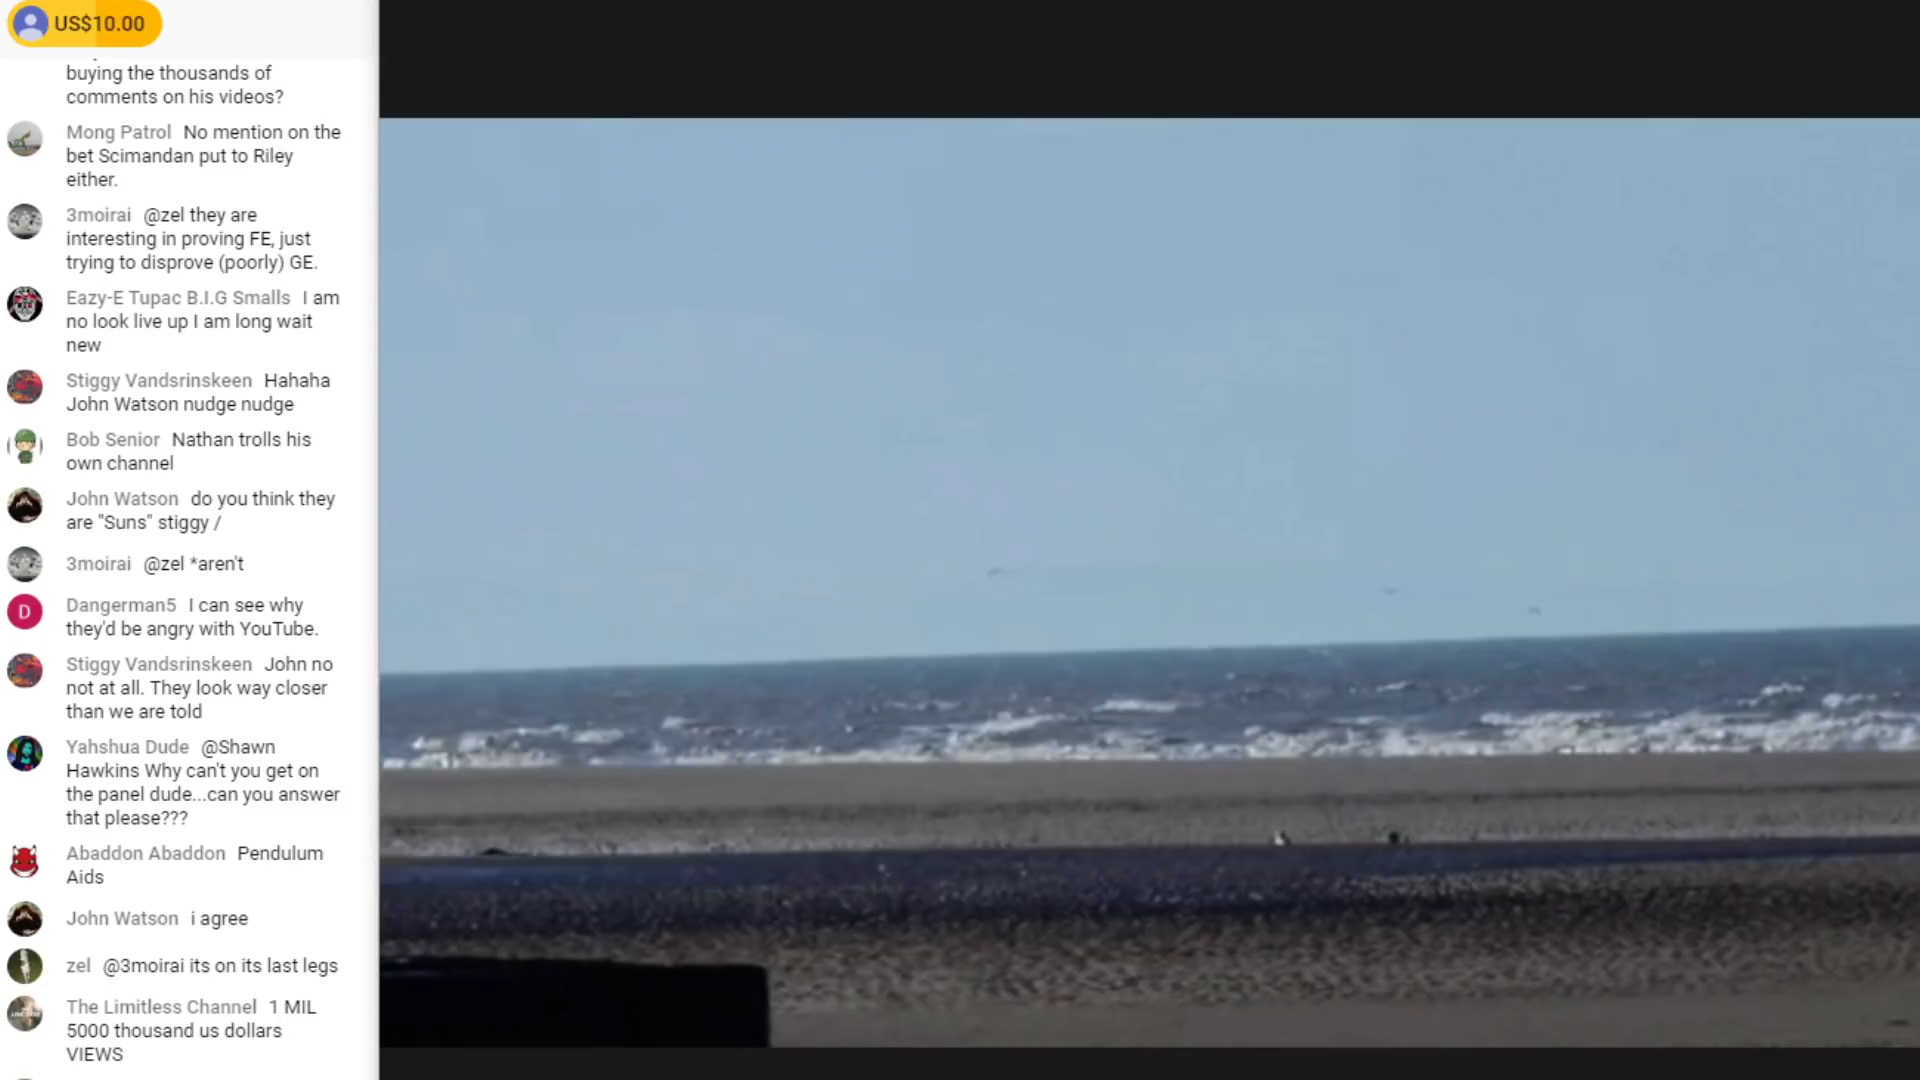 US$10.00
buying the thousands of
comments on his videos?
Mong Patrol No mention on the
bet Scimandan put to Riley
either.
3moirai @zel they are
interesting in proving FE, just
trying to disprove (poorly) GE.
Eazy-E Tupac B.I.G Smalls I am
no look live up I am long wait
new
Stiggy Vandsrinskeen Hahaha
John Watson nudge nudge
Bob Senior Nathan trolls his
own channel
John Watson do you think they
are "Suns" stiggy /
3moirai @zel *aren't
D
Dangerman5 I can see why
they'd be angry with YouTube.
Stiggy Vandsrinskeen John no
not at all. They look way closer
than we are told
Yahshua Dude @Shawn
Hawkins Why can't you get on
the panel dude...can you answer
that please???
Abaddon Abaddon Pendulum
Aids
John Watson i agree
zel @3moirai its on its last legs
The Limitless Channel 1 MIL
5000 thousand us dollars
VIEWS